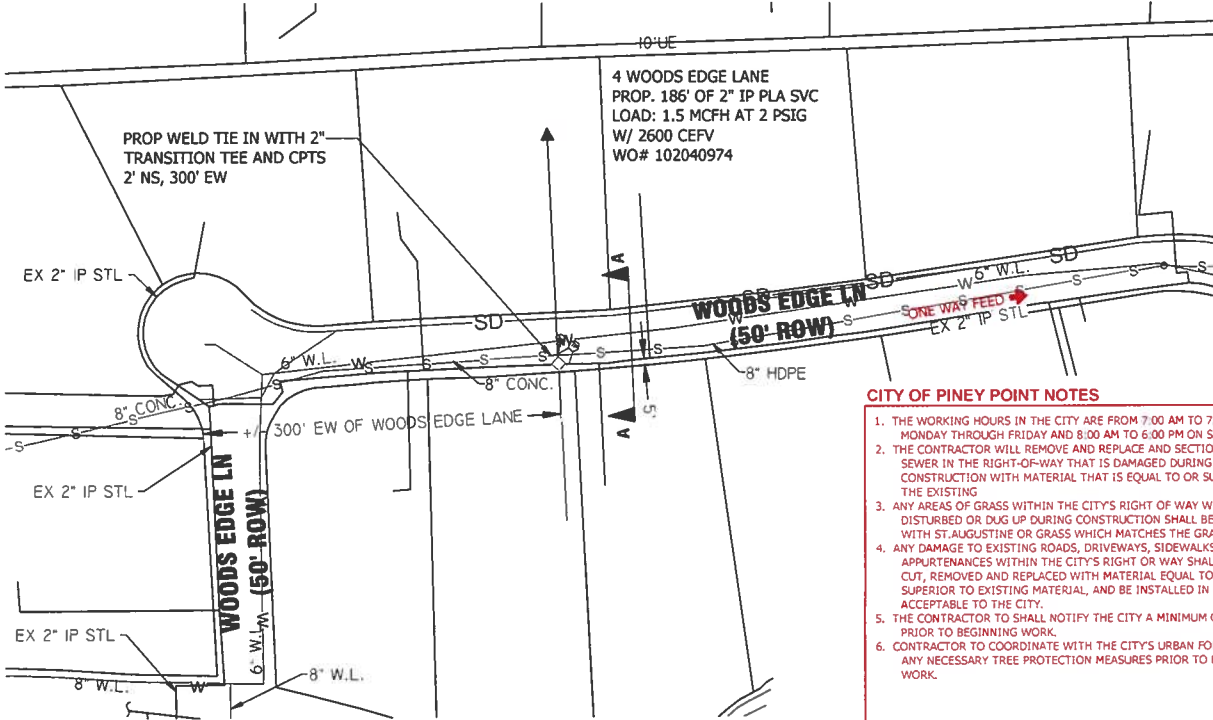 10' UE
4 WOODS EDGE LANE
PROP. 186' OF 2" IP PLA SVC
LOAD: 1.5 MCFH AT 2 PSIG
W/ 2600 CEFV
WO# 102040974
PROP WELD TIE IN WITH 2"
TRANSITION TEE AND CPTS
2' NS, 300' EW
EX 2" IP STL
A
SD
SD
SD
6" W.L.
W
W
W
S
S
S
S
WOODS EDGE LN
(50' ROW)
ONE WAY FEED
EX 2" IP STL
SD
6" W.L.
W
S
S
S
S
S
S
S
8" CONC.
8" HDPE
8" CONC.
S
S
S
S
5'
A
+/- 300' EW OF WOODS EDGE LANE
EX 2" IP STL
WOODS EDGE LN
(50' ROW)
W
6" W.L.
EX 2" IP STL
8" W.L.
W
8" W.L.
CITY OF PINEY POINT NOTES
1. THE WORKING HOURS IN THE CITY ARE FROM 7:00 AM TO 7
MONDAY THROUGH FRIDAY AND 8:00 AM TO 6:00 PM ON S
2. THE CONTRACTOR WILL REMOVE AND REPLACE AND SECTIO
SEWER IN THE RIGHT-OF-WAY THAT IS DAMAGED DURING
CONSTRUCTION WITH MATERIAL THAT IS EQUAL TO OR SU
THE EXISTING
3. ANY AREAS OF GRASS WITHIN THE CITY'S RIGHT OF WAY W
DISTURBED OR DUG UP DURING CONSTRUCTION SHALL BE
WITH ST.AUGUSTINE OR GRASS WHICH MATCHES THE GRA
4. ANY DAMAGE TO EXISTING ROADS, DRIVEWAYS, SIDEWALKS
APPURTENANCES WITHIN THE CITY'S RIGHT OR WAY SHAL
CUT, REMOVED AND REPLACED WITH MATERIAL EQUAL TO
SUPERIOR TO EXISTING MATERIAL, AND BE INSTALLED IN
ACCEPTABLE TO THE CITY.
5. THE CONTRACTOR TO SHALL NOTIFY THE CITY A MINIMUM
PRIOR TO BEGINNING WORK.
6. CONTRACTOR TO COORDINATE WITH THE CITY'S URBAN FO
ANY NECESSARY TREE PROTECTION MEASURES PRIOR TO
WORK.